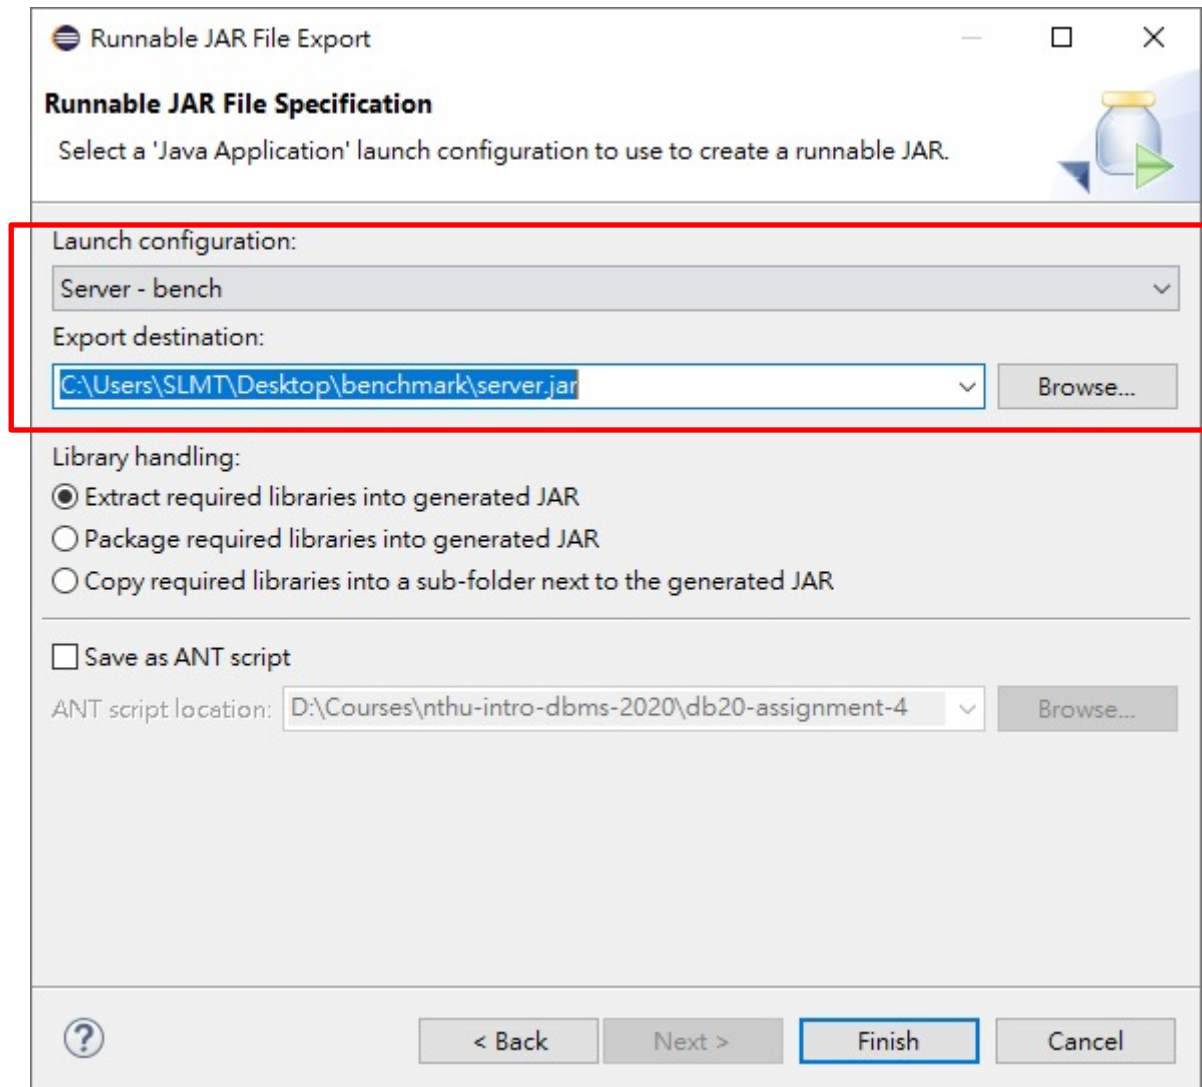 Runnable JAR File Export
Runnable JAR File Specification
Select a 'Java Application' launch configuration to use to create a runnable JAR.
Launch configuration:
Server - bench
Export destination:
C:\Users\SLMT\Desktop\benchmark\server.jar
Browse...
Library handling:
Extract required libraries into generated JAR
Package required libraries into generated JAR
Copy required libraries into a sub-folder next to the generated JAR
Save as ANT script
ANT script location: D:\Courses\nthu-intro-dbms-2020\db20-assignment-4 Browse...
? < Back Next > Finish Cancel